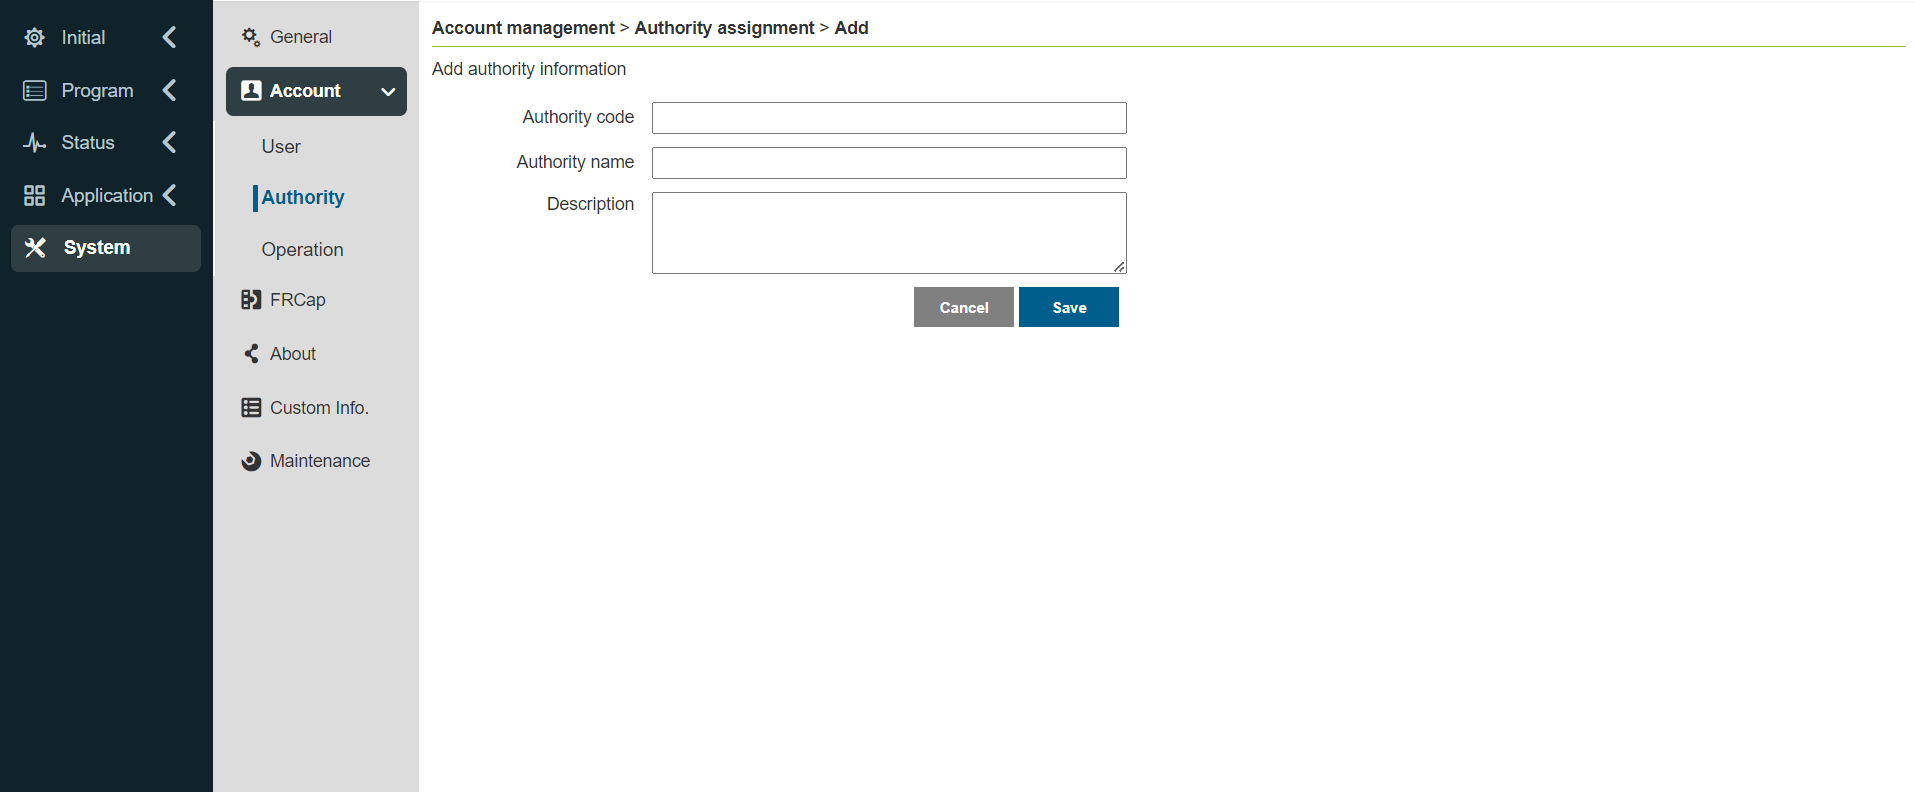 Initial
Program
Status
Application
System
General
Account
User
Authority
Operation
FRCap
About
Custom Info.
Maintenance
Account management > Authority assignment > Add
Add authority information
Authority code
Authority name
Description
Cancel Save